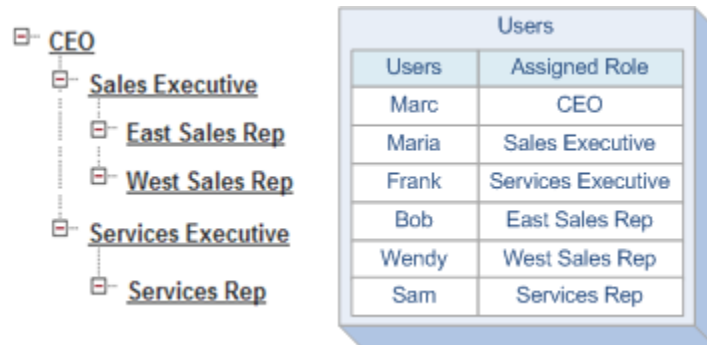 CEO
Sales Executive
East Sales Rep
West Sales Rep
Services Executive
Services Rep
Users
Users Assigned Role
Marc CEO
Maria Sales Executive
Frank Services Executive
Bob East Sales Rep
Wendy West Sales Rep
Sam Services Rep